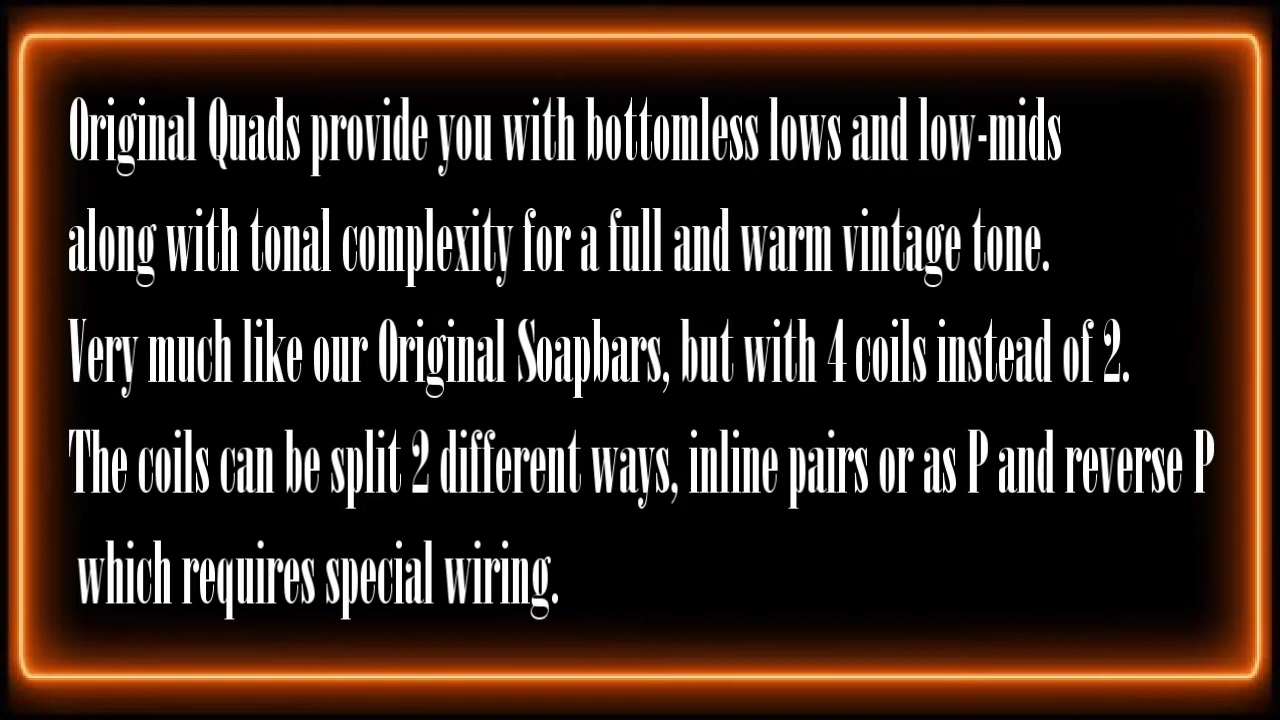 Original Quads provide you with bottomless lows and low-mids
along with tonal complexity for a full and warm vintage tone.
Very much like our Original Soapbars, but with 4 coils instead of 2.
The coils can be split 2 different ways, inline pairs or as P and reverse P
which requires special wiring.